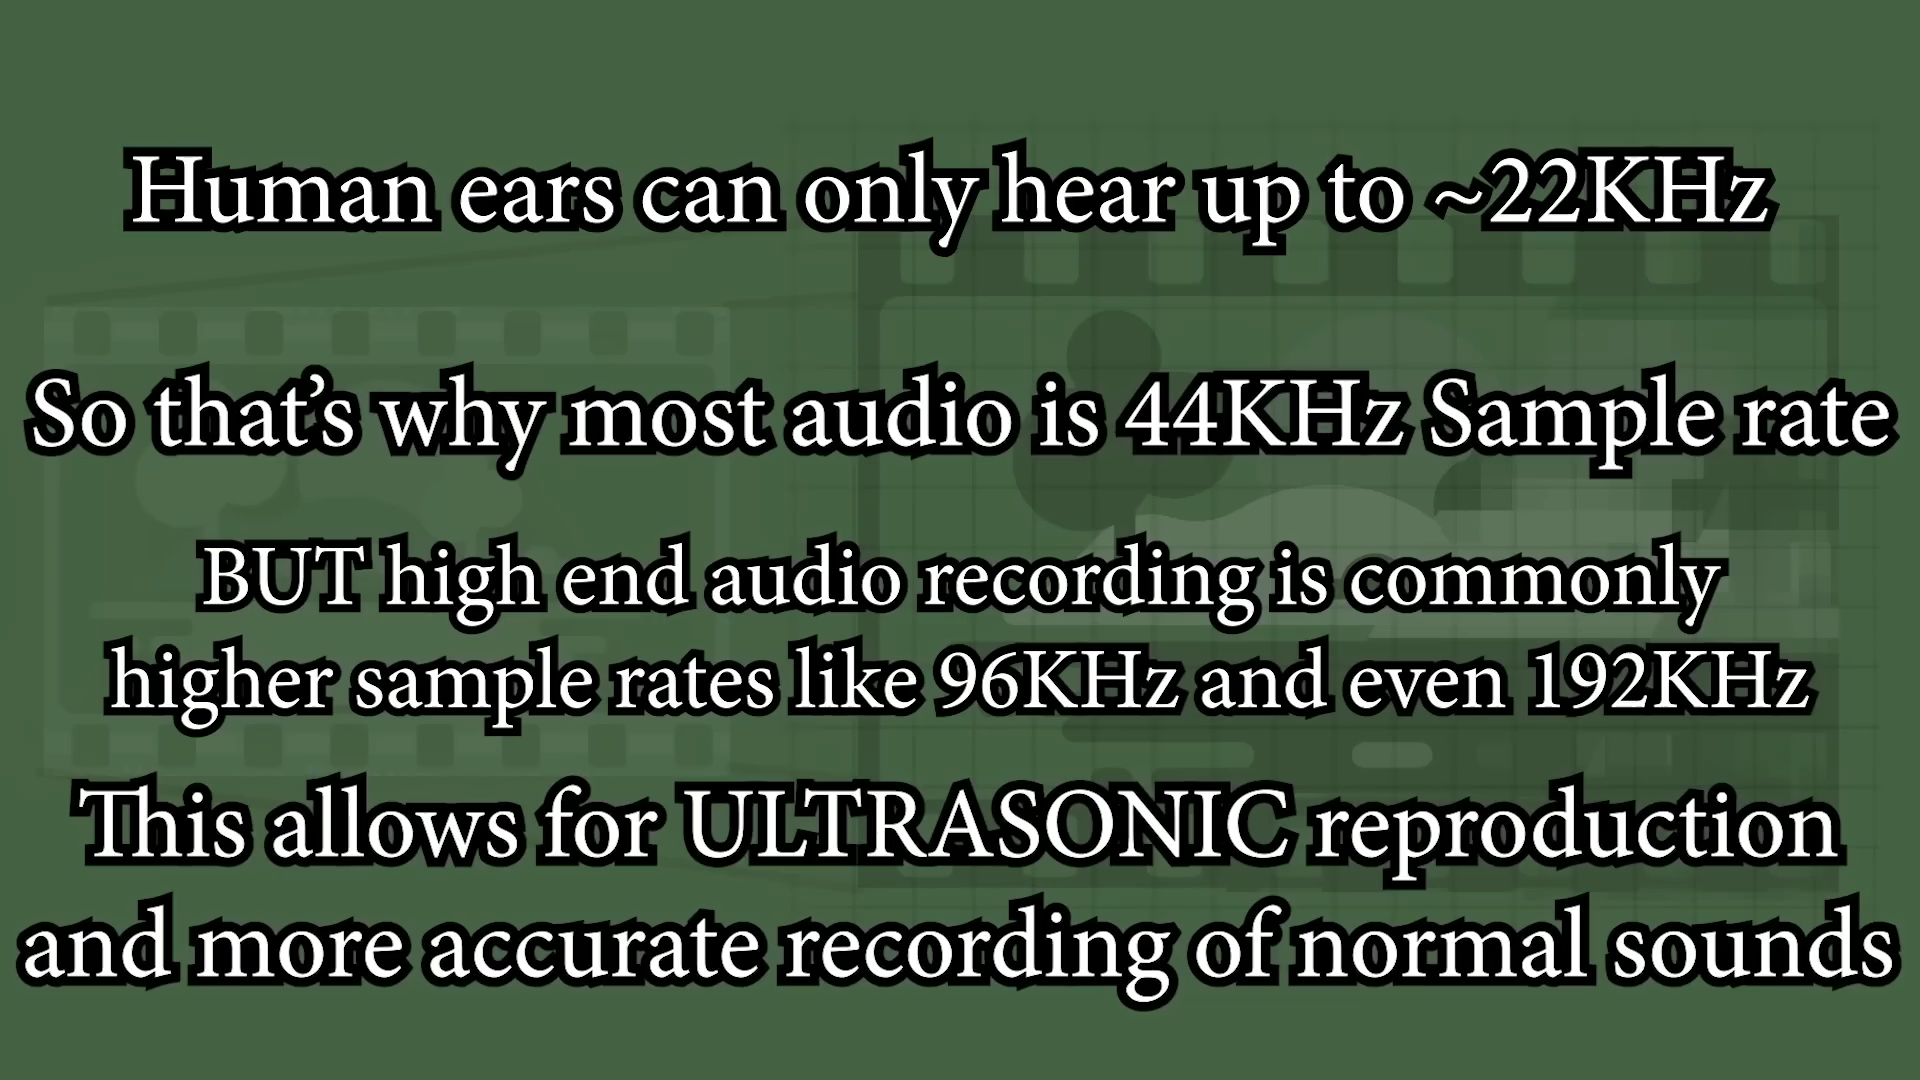 Human ears can only hear up to ~22KHz
So that’s why most audio is 44KHz Sample rate
BUT high end audio recording is commonly
higher sample rates like 96KHz and even 192KHz
This allows for ULTRASONIC reproduction
and more accurate recording of normal sounds